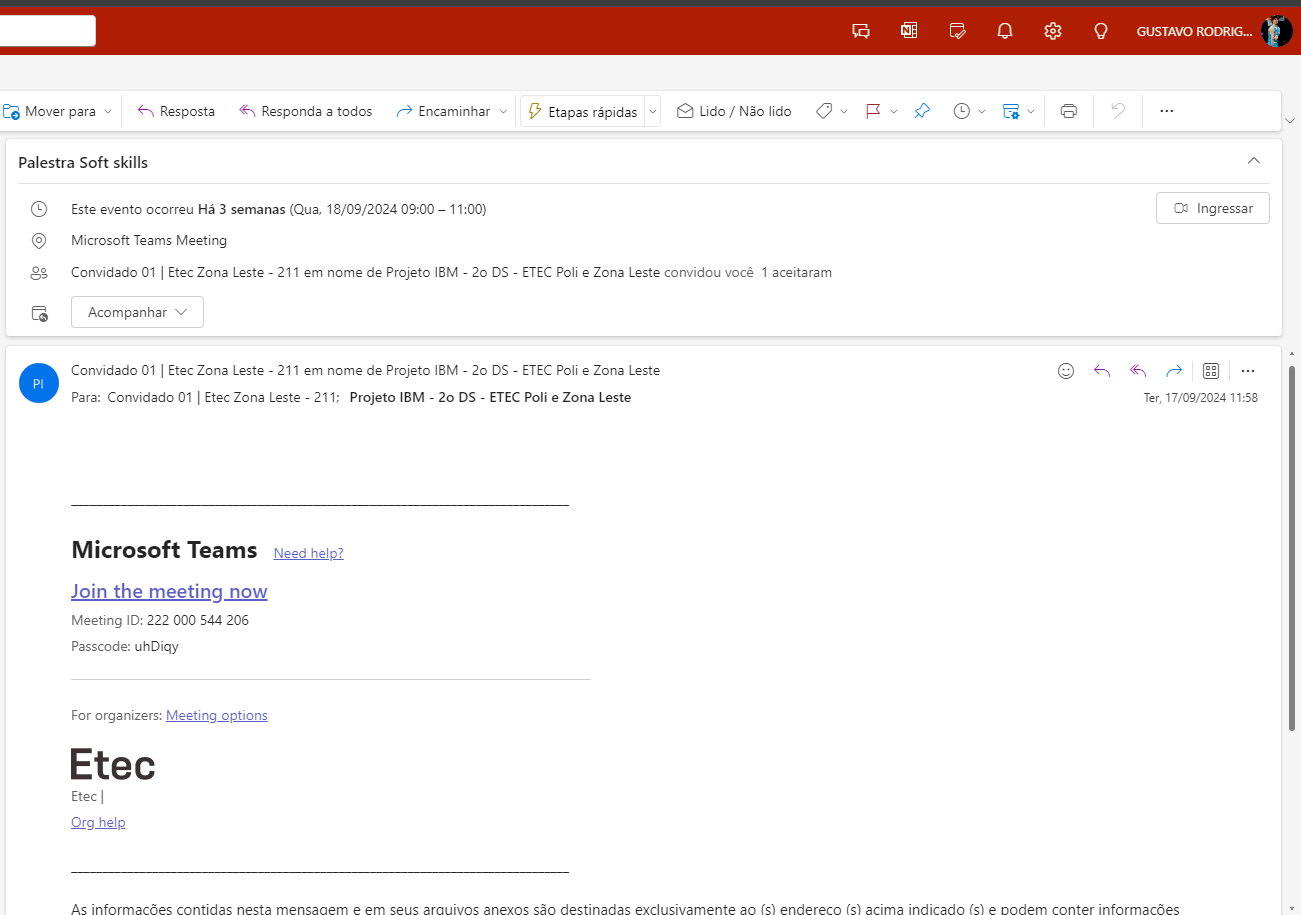 GUSTAVO RODRIG...
Mover para
Resposta
Responda a todos
Encaminhar
Etapas rápidas
Lido / Não lido
Palestra Soft skills
Este evento ocorreu Há 3 semanas (Qua, 18/09/2024 09:00 – 11:00)
Ingressar
Microsoft Teams Meeting
Convidado 01 | Etec Zona Leste - 211 em nome de Projeto IBM - 2o DS - ETEC Poli e Zona Leste convidou você 1 aceitaram
Acompanhar
PI
Convidado 01 | Etec Zona Leste - 211 em nome de Projeto IBM - 2o DS - ETEC Poli e Zona Leste
Para: Convidado 01 | Etec Zona Leste - 211; Projeto IBM - 2o DS - ETEC Poli e Zona Leste
Ter, 17/09/2024 11:58
Microsoft Teams Need help?
Join the meeting now
Meeting ID: 222 000 544 206
Passcode: uhDiqy
For organizers: Meeting options
Etec
Etec |
Org help
As informações contidas nesta mensagem e em seus arquivos anexos são destinadas exclusivamente ao (s) endereço (s) acima indicado (s) e podem conter informações